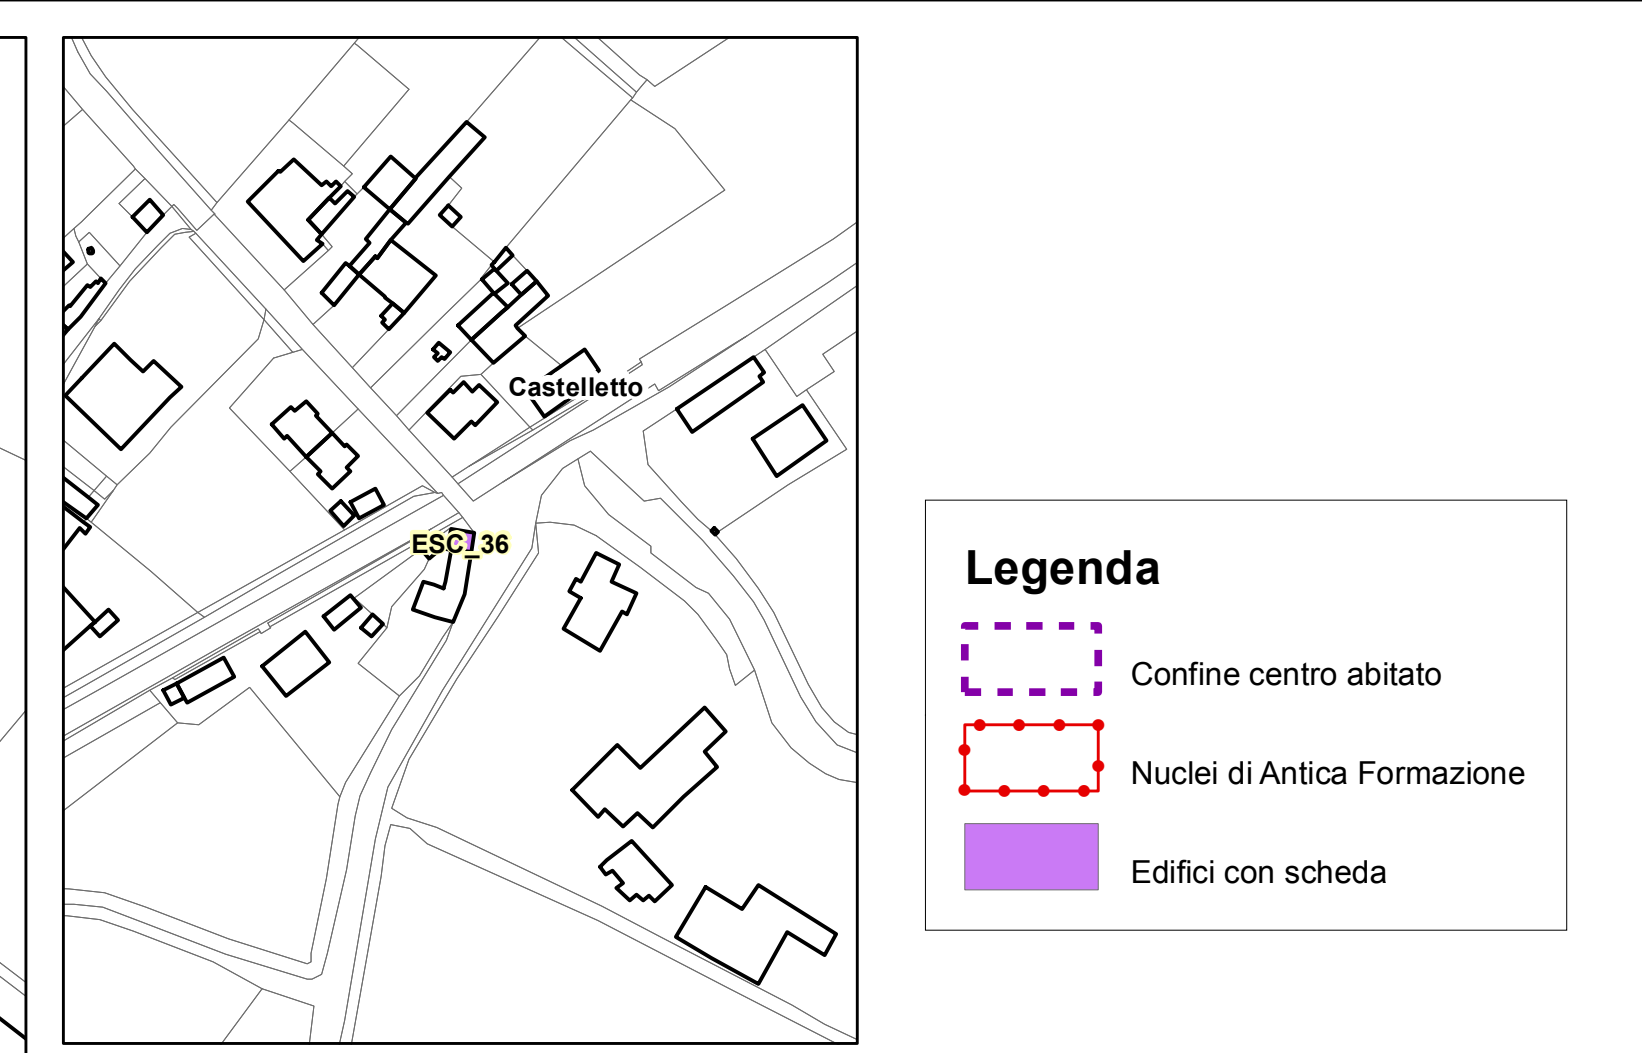 Castelletto
ESC_36
Legenda
Confine centro abitato
Nuclei di Antica Formazione
Edifici con scheda